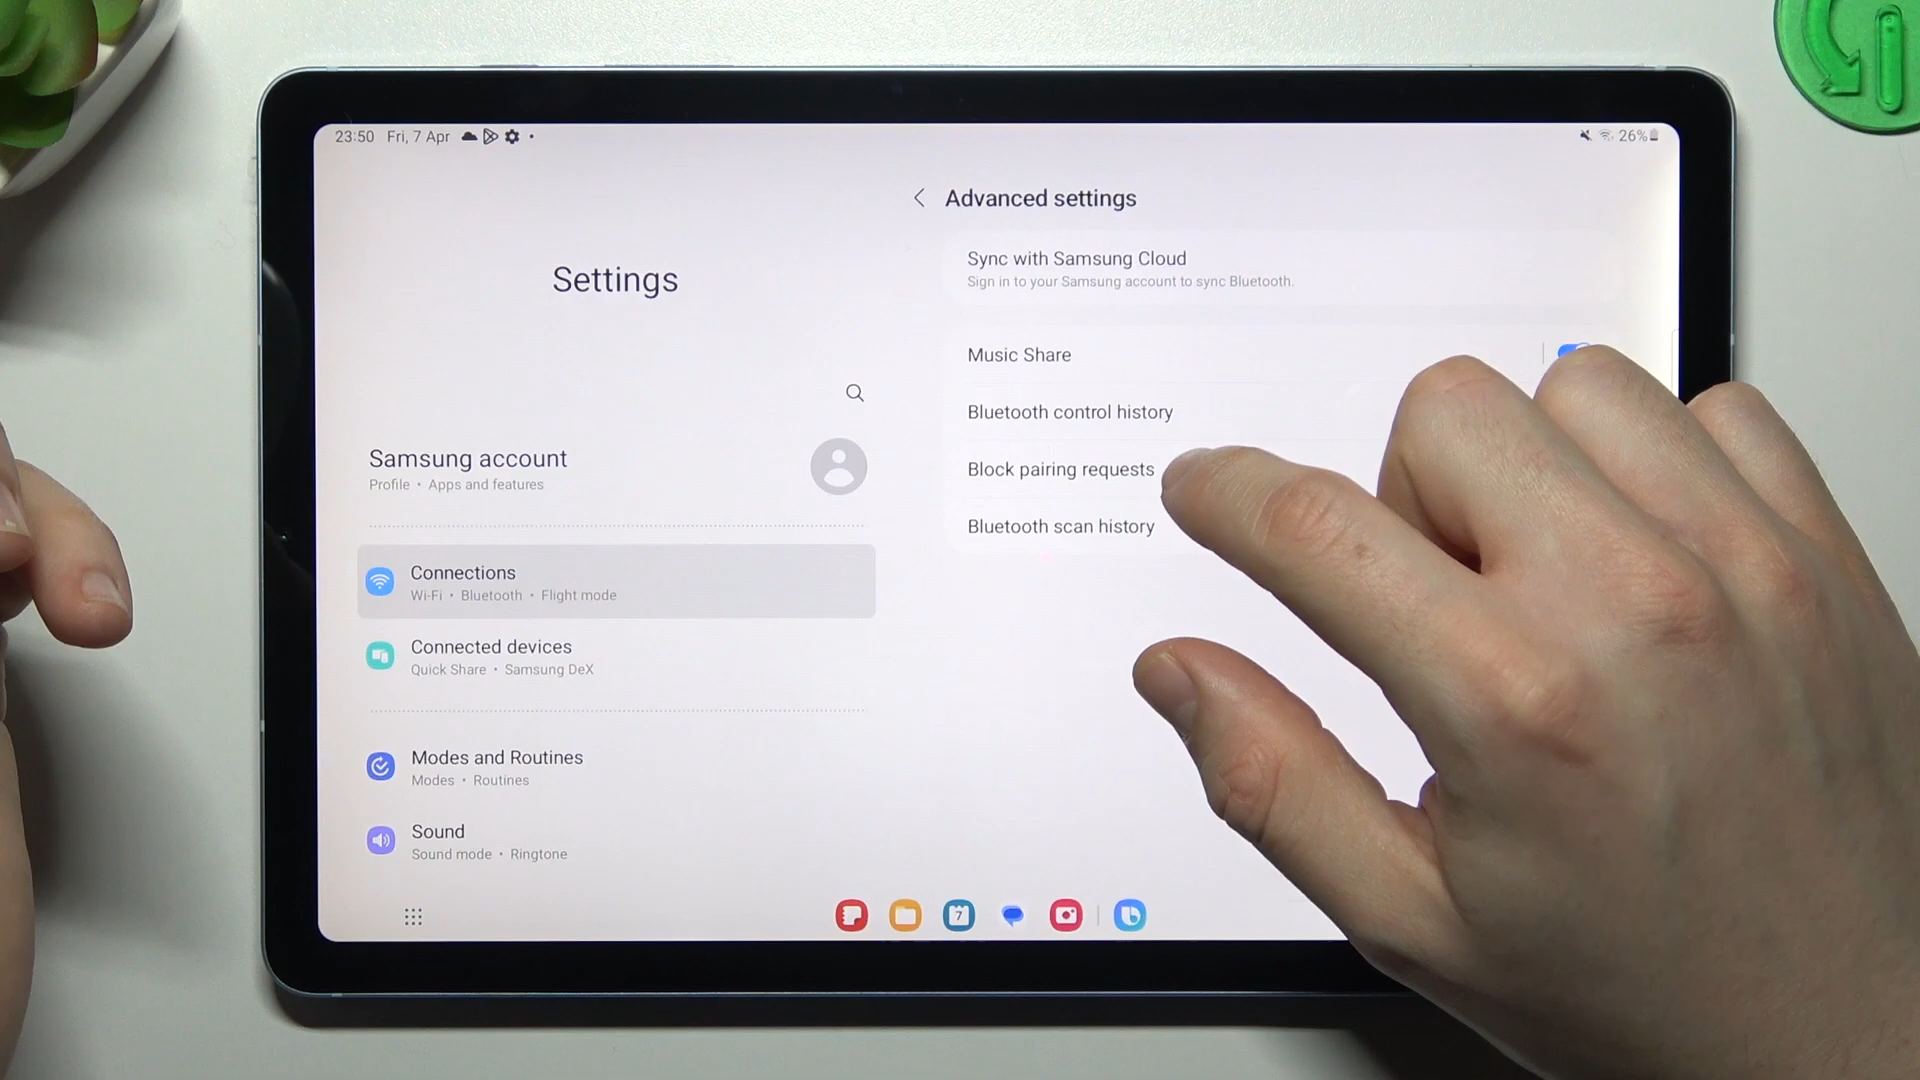 23:50 Fri, 7 Apr
26%
Settings
Samsung account
Profile • Apps and features
Connections
Wi-Fi • Bluetooth • Flight mode
Connected devices
Quick Share • Samsung DeX
Modes and Routines
Modes • Routines
Sound
Sound mode • Ringtone
Advanced settings
Sync with Samsung Cloud
Sign in to your Samsung account to sync Bluetooth.
Music Share
Bluetooth control history
Block pairing requests
Bluetooth scan history
7